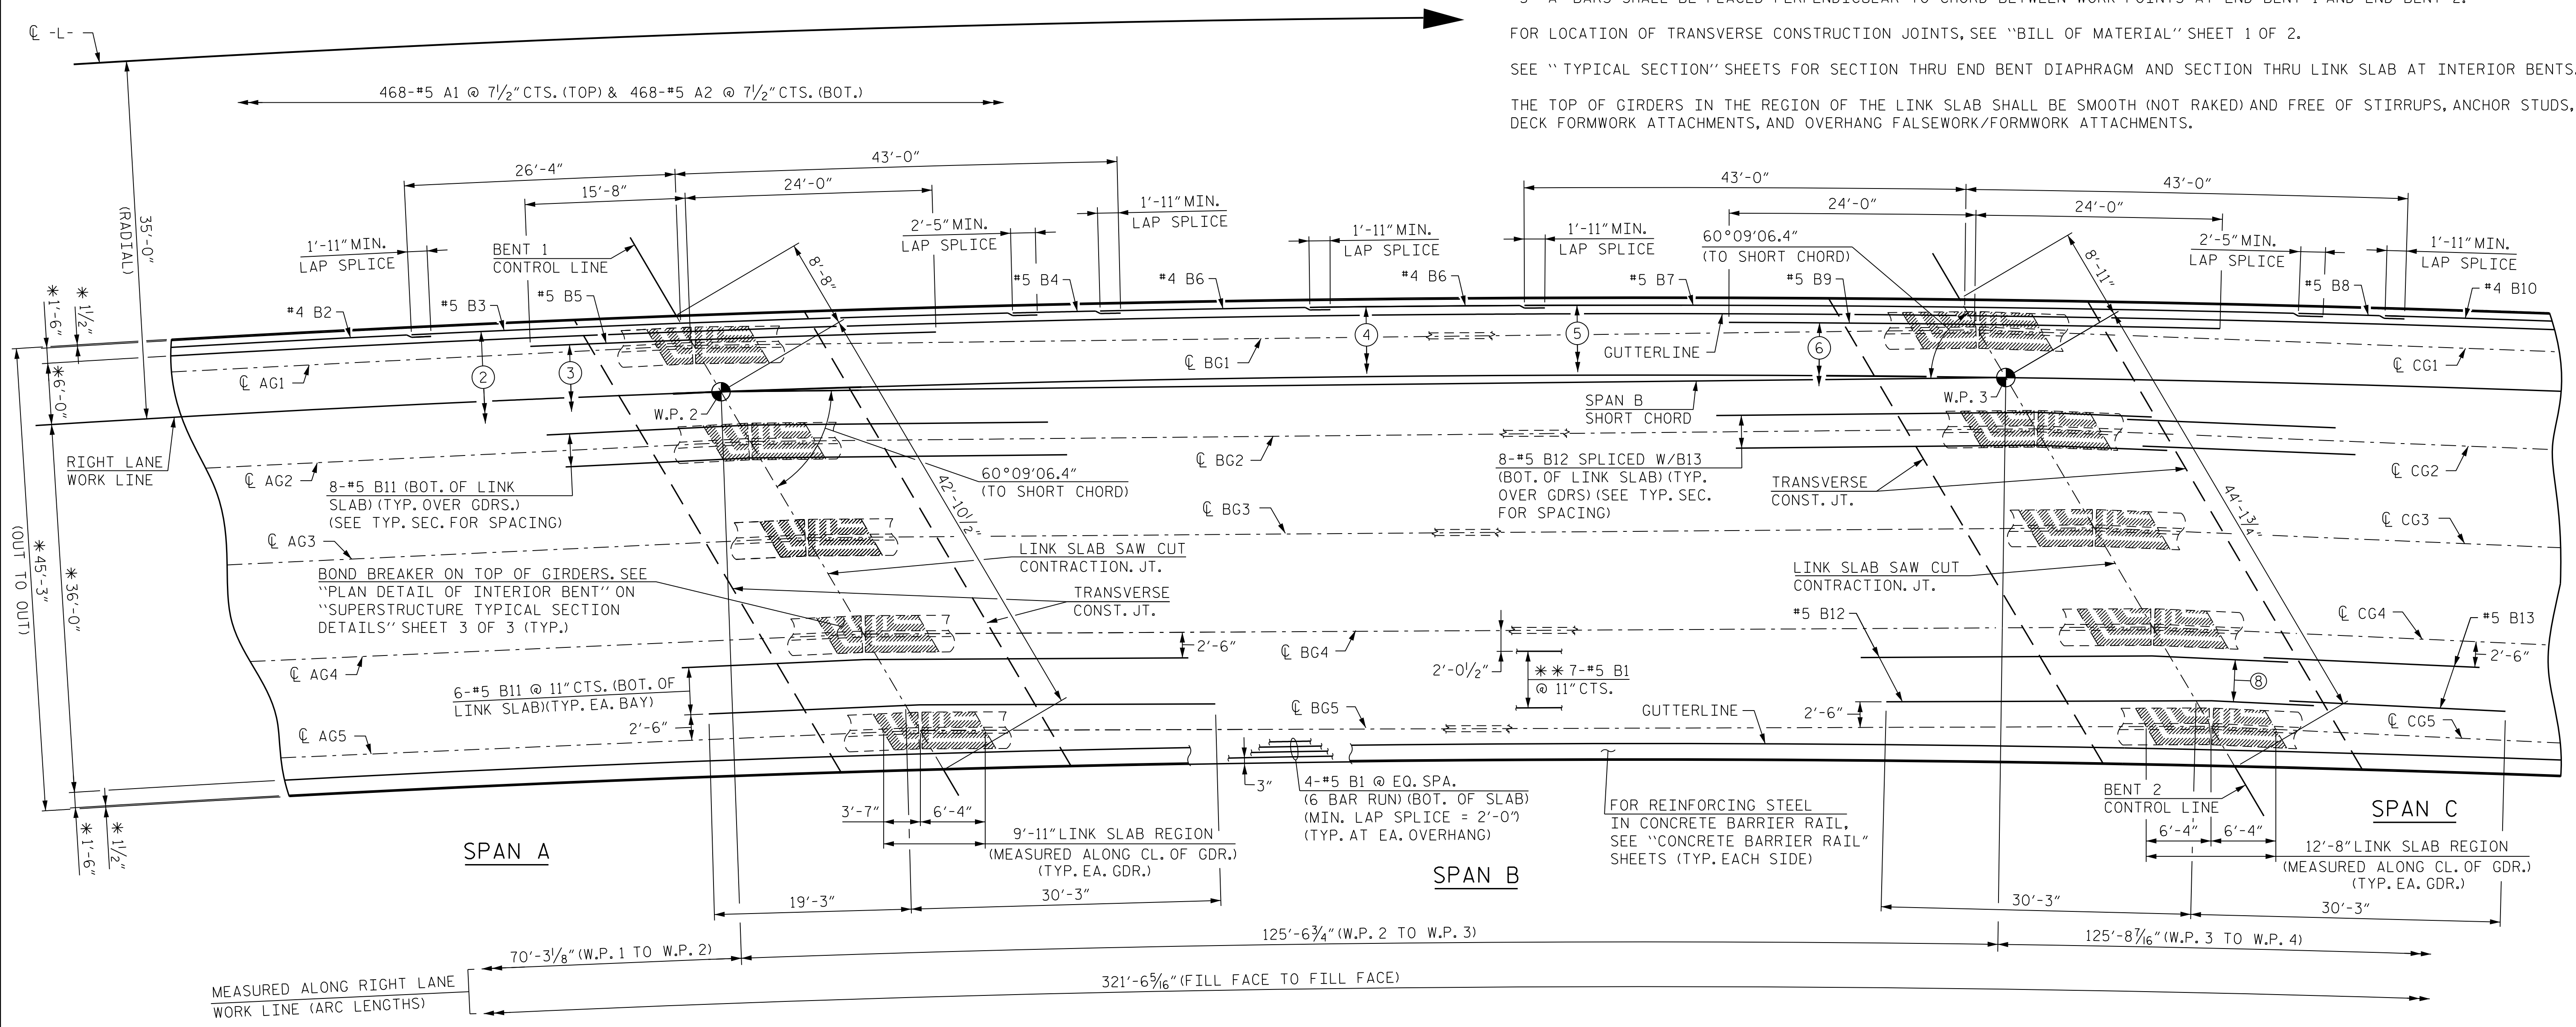 ℄ -L-
35'-0"
(RADIAL)
468-#5 A1 @ 7½" CTS. (TOP) & 468-#5 A2 @ 7½" CTS. (BOT.)
FOR LOCATION OF TRANSVERSE CONSTRUCTION JOINTS, SEE "BILL OF MATERIAL" SHEET 1 OF 2.
SEE "TYPICAL SECTION" SHEETS FOR SECTION THRU END BENT DIAPHRAGM AND SECTION THRU LINK SLAB AT INTERIOR BENTS.
THE TOP OF GIRDERS IN THE REGION OF THE LINK SLAB SHALL BE SMOOTH (NOT RAKED) AND FREE OF STIRRUPS, ANCHOR STUDS,
DECK FORMWORK ATTACHMENTS, AND OVERHANG FALSEWORK/FORMWORK ATTACHMENTS.
26'-4"
43'-0"
15'-8"
24'-0"
1'-11" MIN.
LAP SPLICE
BENT 1
CONTROL LINE
8'-8"
2'-5" MIN.
LAP SPLICE
1'-11" MIN.
LAP SPLICE
1'-11" MIN.
LAP SPLICE
43'-0"
43'-0"
24'-0"
24'-0"
1'-11" MIN.
LAP SPLICE
60°09'06.4"
(TO SHORT CHORD)
8'-11"
2'-5" MIN.
LAP SPLICE
1'-11" MIN.
LAP SPLICE
#4 B2
#5 B3
#5 B5
#5 B4
#4 B6
#4 B6
#5 B7
#5 B9
#5 B8
#4 B10
*1'-6"
*1½"
*6'-0"
℄ AG1
2
3
℄ BG1
4
5
GUTTERLINE
6
℄ CG1
W.P. 2
SPAN B
SHORT CHORD
W.P. 3
RIGHT LANE
WORK LINE
℄ AG2
8-#5 B11 (BOT. OF LINK
SLAB) (TYP. OVER GDRS.)
(SEE TYP. SEC. FOR SPACING)
60°09'06.4"
(TO SHORT CHORD)
42'-10½"
℄ BG2
8-#5 B12 SPLICED W/B13
(BOT. OF LINK SLAB) (TYP.
OVER GDRS) (SEE TYP. SEC.
FOR SPACING)
TRANSVERSE
CONST. JT.
44'-1¾"
℄ CG2
℄ AG3
℄ BG3
℄ CG3
*45'-3"
(OUT TO OUT)
*36'-0"
BOND BREAKER ON TOP OF GIRDERS. SEE
"PLAN DETAIL OF INTERIOR BENT" ON
"SUPERSTRUCTURE TYPICAL SECTION
DETAILS" SHEET 3 OF 3 (TYP.)
LINK SLAB SAW CUT
CONTRACTION. JT.
TRANSVERSE
CONST. JT.
LINK SLAB SAW CUT
CONTRACTION. JT.
#5 B12
℄ CG4
#5 B13
℄ AG4
2'-6"
℄ BG4
2'-0½"
**7-#5 B1
@ 11" CTS.
2'-6"
8
6-#5 B11 @ 11" CTS. (BOT. OF
LINK SLAB)(TYP. EA. BAY)
2'-6"
℄ AG5
℄ BG5
GUTTERLINE
2'-6"
℄ CG5
*1'-6"
*1½"
3'-7"
6'-4"
9'-11" LINK SLAB REGION
(MEASURED ALONG CL. OF GDR.)
(TYP. EA. GDR.)
3"
4-#5 B1 @ EQ. SPA.
(6 BAR RUN) (BOT. OF SLAB)
(MIN. LAP SPLICE = 2'-0")
(TYP. AT EA. OVERHANG)
FOR REINFORCING STEEL
IN CONCRETE BARRIER RAIL,
SEE "CONCRETE BARRIER RAIL"
SHEETS (TYP. EACH SIDE)
BENT 2
CONTROL LINE
6'-4"
6'-4"
12'-8" LINK SLAB REGION
(MEASURED ALONG CL. OF GDR.)
(TYP. EA. GDR.)
SPAN A
SPAN B
SPAN C
19'-3"
30'-3"
30'-3"
30'-3"
70'-3⅛" (W.P. 1 TO W.P. 2)
125'-6¾" (W.P. 2 TO W.P. 3)
125'-8⁷⁄₁₆" (W.P. 3 TO W.P. 4)
321'-6⁵⁄₁₆" (FILL FACE TO FILL FACE)
MEASURED ALONG RIGHT LANE
WORK LINE (ARC LENGTHS)